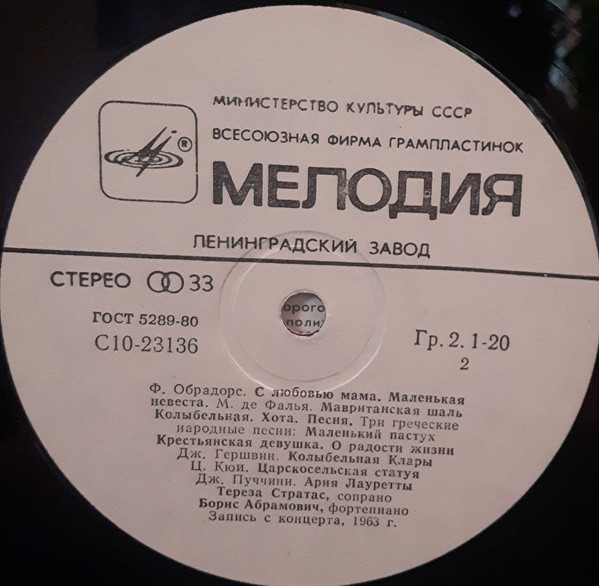 МИНИСТЕРСТВО КУЛЬТУРЫ СССР
ВСЕСОЮЗНАЯ ФИРМА ГРАМПЛАСТИНОК
®
МЕЛОДИЯ
ЛЕНИНГРАДСКИЙ ЗАВОД
СТЕРЕО 33
орого
поли
ГОСТ 5289-80
С10-23136
Гр. 2. 1-20
2
Ф. Обрадорс. С любовью мама. Маленькая
невеста. М. де Фалья. Мавританская шаль
Колыбельная. Хота. Песня. Три греческие
народные песни: Маленький пастух
Крестьянская девушка. О радости жизни
Дж. Гершвин. Колыбельная Клары
Ц. Кюи. Царскосельская статуя
Дж. Пуччини. Ария Лауретты
Тереза Стратас, сопрано
Борис Абрамович, фортепиано
Запись с концерта, 1963 г.